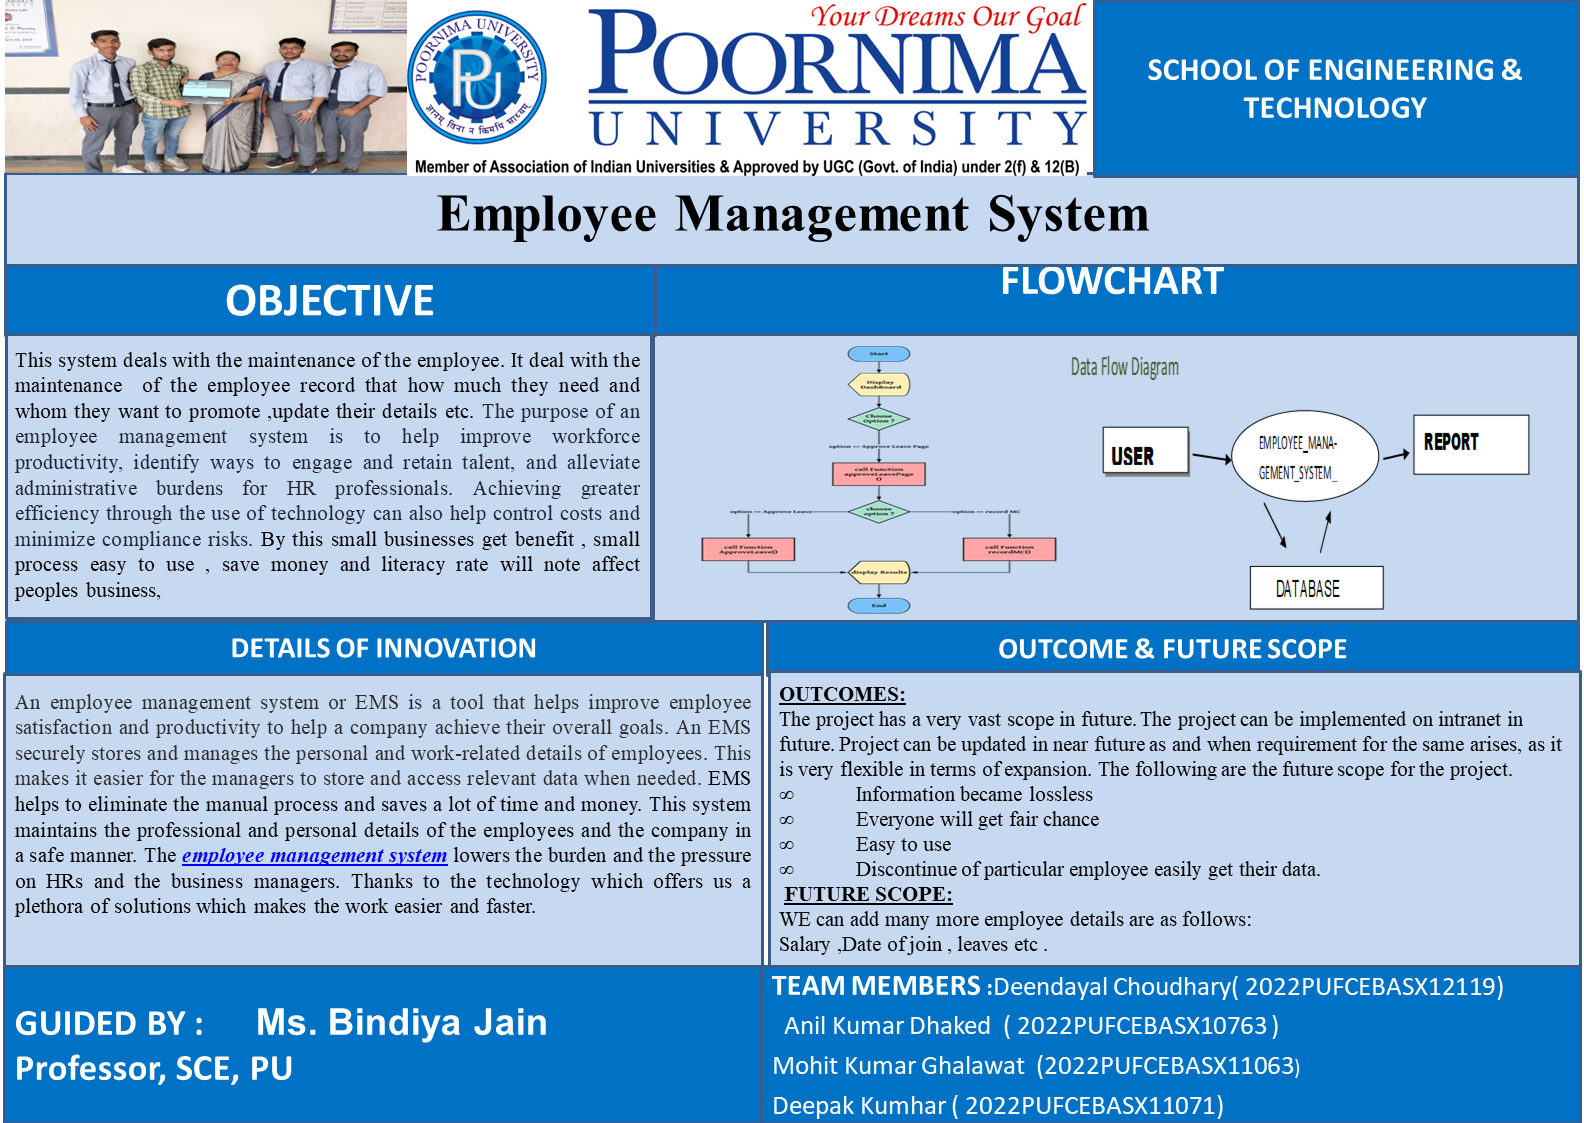 Your Dreams Our Goal
POORNIMA UNIVERSITY
PU
ज्ञानम् विना न किमपि साध्यम्
POORNIMA
UNIVERSITY
Member of Association of Indian Universities & Approved by UGC (Govt. of India) under 2(f) & 12(B)
SCHOOL OF ENGINEERING &
TECHNOLOGY
Employee Management System
OBJECTIVE
This system deals with the maintenance of the employee. It deal with the
maintenance of the employee record that how much they need and
whom they want to promote ,update their details etc. The purpose of an
employee management system is to help improve workforce
productivity, identify ways to engage and retain talent, and alleviate
administrative burdens for HR professionals. Achieving greater
efficiency through the use of technology can also help control costs and
minimize compliance risks. By this small businesses get benefit , small
process easy to use , save money and literacy rate will note affect
peoples business,
FLOWCHART
Start
Display
DashBoard
Choose
Option ?
option == Approve Leave Page
call Function
approveLeavePage
()
choose
option ?
option == Approve Leave
option == record MC
call Function
ApproveLeave()
call Function
recordMC()
display Results
End
Data Flow Diagram
USER
EMPLOYEE_MANA-
GEMENT_SYSTEM_
REPORT
DATABASE
DETAILS OF INNOVATION
An employee management system or EMS is a tool that helps improve employee
satisfaction and productivity to help a company achieve their overall goals. An EMS
securely stores and manages the personal and work-related details of employees. This
makes it easier for the managers to store and access relevant data when needed. EMS
helps to eliminate the manual process and saves a lot of time and money. This system
maintains the professional and personal details of the employees and the company in
a safe manner. The employee management system lowers the burden and the pressure
on HRs and the business managers. Thanks to the technology which offers us a
plethora of solutions which makes the work easier and faster.
OUTCOME & FUTURE SCOPE
OUTCOMES:
The project has a very vast scope in future. The project can be implemented on intranet in
future. Project can be updated in near future as and when requirement for the same arises, as it
is very flexible in terms of expansion. The following are the future scope for the project.
∞ Information became lossless
∞ Everyone will get fair chance
∞ Easy to use
∞ Discontinue of particular employee easily get their data.
FUTURE SCOPE:
WE can add many more employee details are as follows:
Salary ,Date of join , leaves etc .
GUIDED BY : Ms. Bindiya Jain
Professor, SCE, PU
TEAM MEMBERS :Deendayal Choudhary( 2022PUFCEBASX12119)
Anil Kumar Dhaked ( 2022PUFCEBASX10763 )
Mohit Kumar Ghalawat (2022PUFCEBASX11063)
Deepak Kumhar ( 2022PUFCEBASX11071)